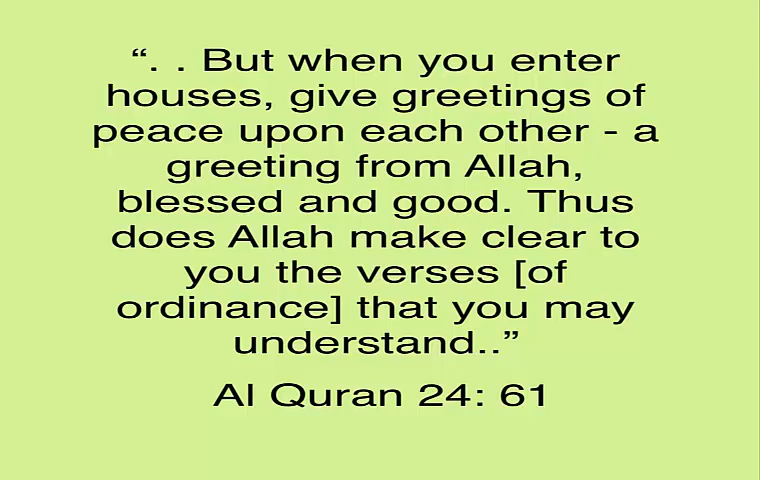 “. . But when you enter
houses, give greetings of
peace upon each other - a
greeting from Allah,
blessed and good. Thus
does Allah make clear to
you the verses [of
ordinance] that you may
understand..”
Al Quran 24: 61